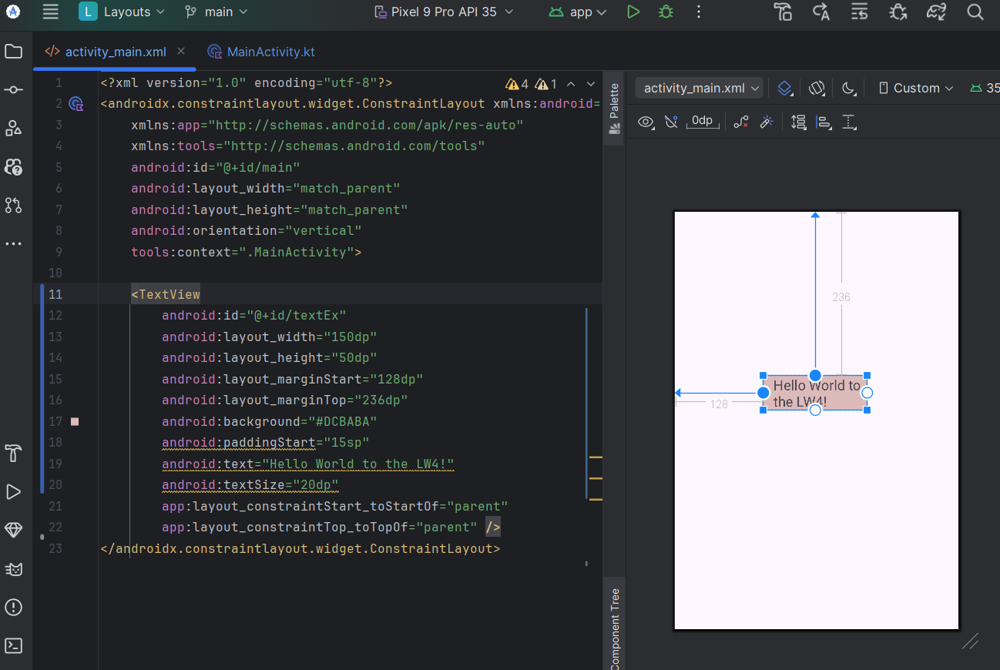 L Layouts main Pixel 9 Pro API 35 app
activity_main.xml MainActivity.kt
4 1
1 <?xml version="1.0" encoding="utf-8"?>
2 <androidx.constraintlayout.widget.ConstraintLayout xmlns:android=
3 xmlns:app="http://schemas.android.com/apk/res-auto"
4 xmlns:tools="http://schemas.android.com/tools"
5 android:id="@+id/main"
6 android:layout_width="match_parent"
7 android:layout_height="match_parent"
8 android:orientation="vertical"
9 tools:context=".MainActivity">
10
11 <TextView
12 android:id="@+id/textEx"
13 android:layout_width="150dp"
14 android:layout_height="50dp"
15 android:layout_marginStart="128dp"
16 android:layout_marginTop="236dp"
17 android:background="#DCBABA"
18 android:paddingStart="15sp"
19 android:text="Hello World to the LW4!"
20 android:textSize="20dp"
21 app:layout_constraintStart_toStartOf="parent"
22 app:layout_constraintTop_toTopOf="parent" />
23 </androidx.constraintlayout.widget.ConstraintLayout>
Palette
Component Tree
activity_main.xml Custom 35
0dp
236
Hello World to
the LW4!
128